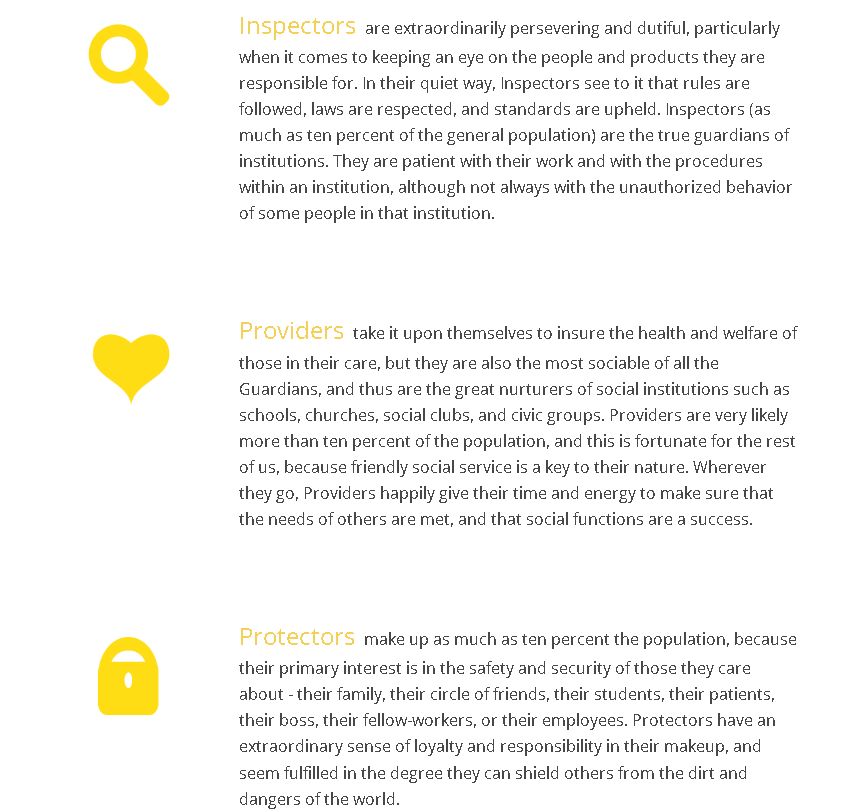 Inspectors are extraordinarily persevering and dutiful, particularly
when it comes to keeping an eye on the people and products they are
responsible for. In their quiet way, Inspectors see to it that rules are
followed, laws are respected, and standards are upheld. Inspectors (as
much as ten percent of the general population) are the true guardians of
institutions. They are patient with their work and with the procedures
within an institution, although not always with the unauthorized behavior
of some people in that institution.
Providers take it upon themselves to insure the health and welfare of
those in their care, but they are also the most sociable of all the
Guardians, and thus are the great nurturers of social institutions such as
schools, churches, social clubs, and civic groups. Providers are very likely
more than ten percent of the population, and this is fortunate for the rest
of us, because friendly social service is a key to their nature. Wherever
they go, Providers happily give their time and energy to make sure that
the needs of others are met, and that social functions are a success.
Protectors make up as much as ten percent the population, because
their primary interest is in the safety and security of those they care
about - their family, their circle of friends, their students, their patients,
their boss, their fellow-workers, or their employees. Protectors have an
extraordinary sense of loyalty and responsibility in their makeup, and
seem fulfilled in the degree they can shield others from the dirt and
dangers of the world.